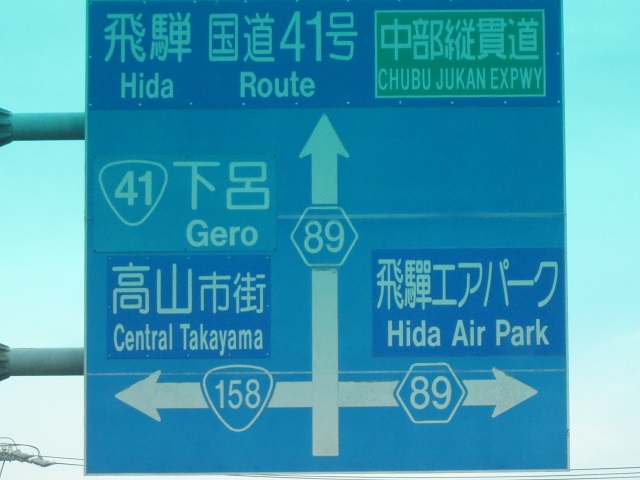 飛騨 国道41号
Hida Route
中部縦貫道
CHUBU JUKAN EXPWY
41 下呂
Gero
89
高山市街
Central Takayama
飛騨エアパーク
Hida Air Park
158
89